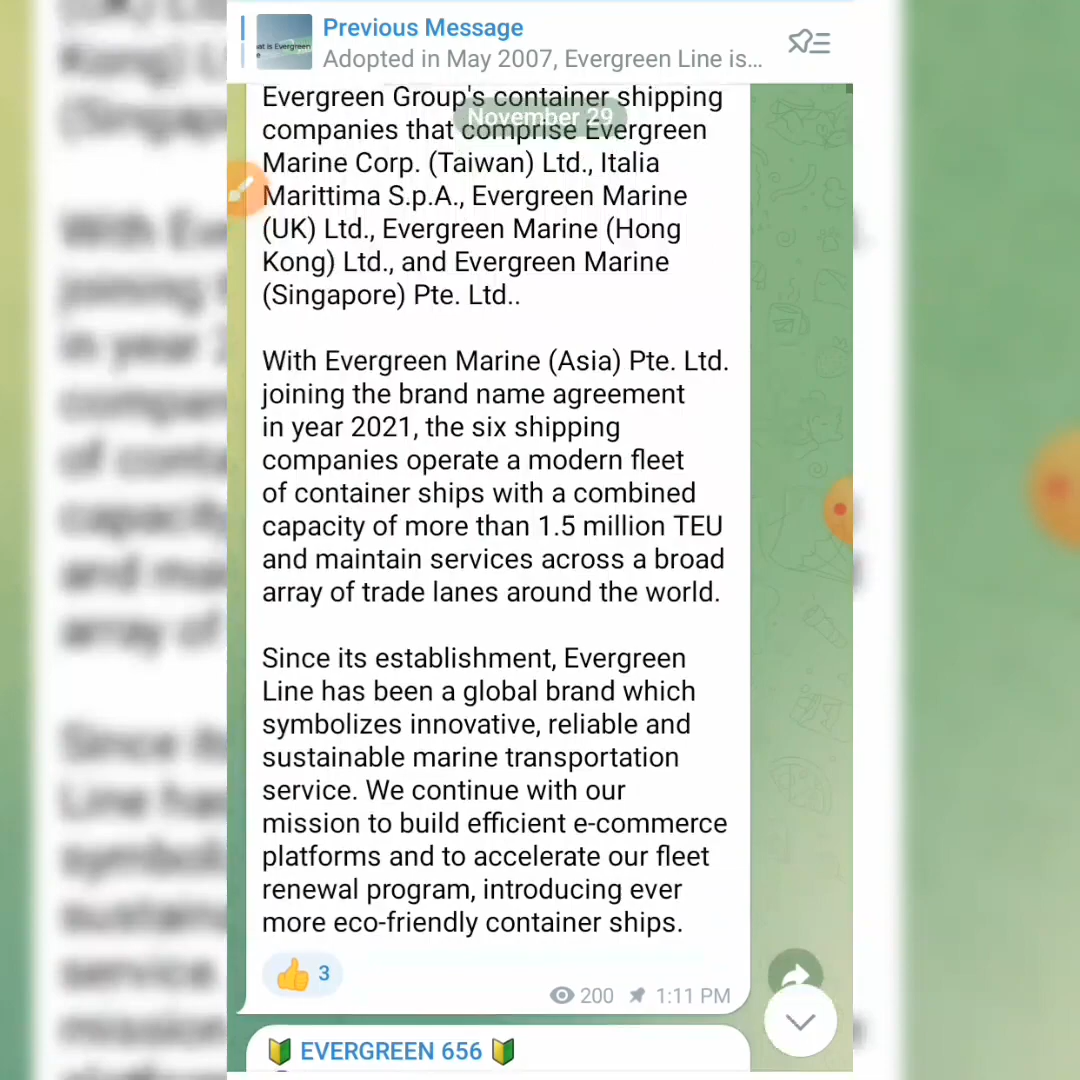 Previous Message
Adopted in May 2007, Evergreen Line is...
Evergreen Group's container shipping
November 29
companies that comprise Evergreen
Marine Corp. (Taiwan) Ltd., Italia
Marittima S.p.A., Evergreen Marine
(UK) Ltd., Evergreen Marine (Hong
Kong) Ltd., and Evergreen Marine
(Singapore) Pte. Ltd..
With Evergreen Marine (Asia) Pte. Ltd.
joining the brand name agreement
in year 2021, the six shipping
companies operate a modern fleet
of container ships with a combined
capacity of more than 1.5 million TEU
and maintain services across a broad
array of trade lanes around the world.
Since its establishment, Evergreen
Line has been a global brand which
symbolizes innovative, reliable and
sustainable marine transportation
service. We continue with our
mission to build efficient e-commerce
platforms and to accelerate our fleet
renewal program, introducing ever
more eco-friendly container ships.
👍 3
200 1:11 PM
🔰 EVERGREEN 656 🔰